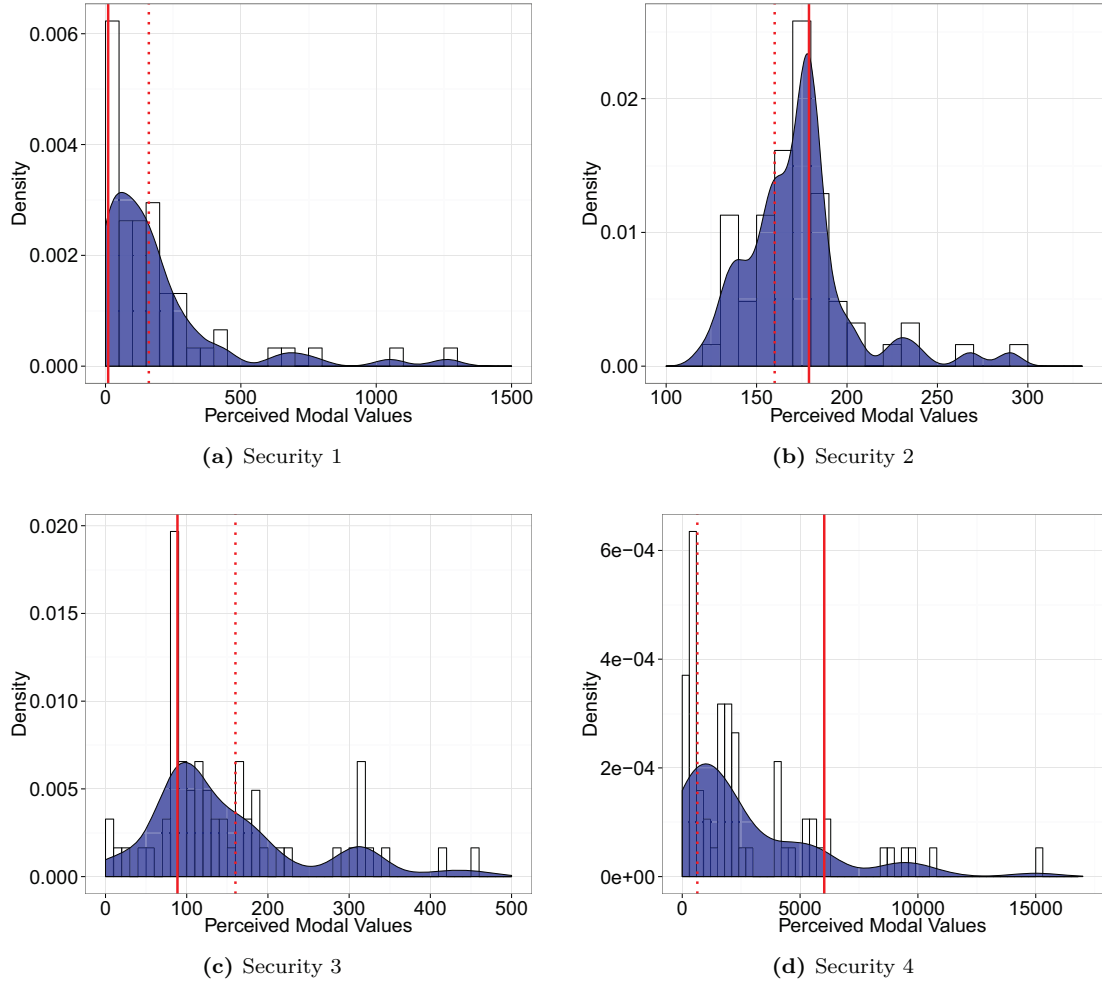 0.006
0.004
0.002
0.000
Density
0 500 1000 1500
Perceived Modal Values
(a) Security 1
0.02
0.01
0.00
Density
100 150 200 250 300
Perceived Modal Values
(b) Security 2
0.020
0.015
0.010
0.005
0.000
Density
0 100 200 300 400 500
Perceived Modal Values
(c) Security 3
6e−04
4e−04
2e−04
0e+00
Density
0 5000 10000 15000
Perceived Modal Values
(d) Security 4